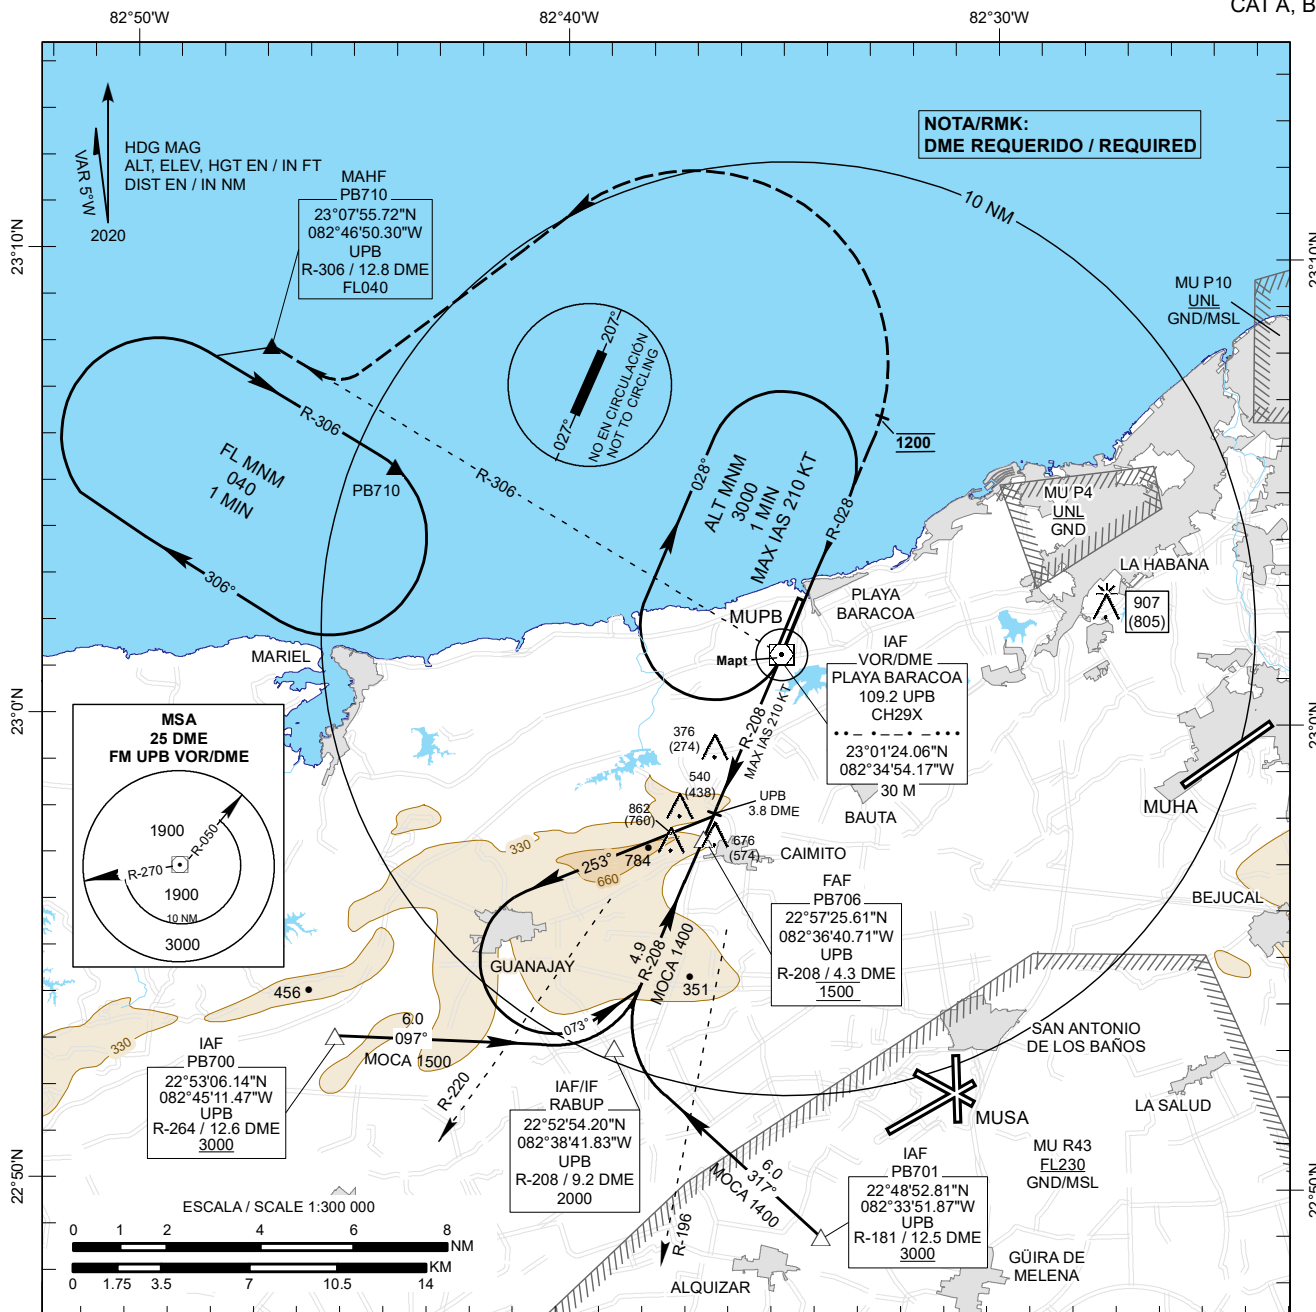 82°50'W
82°40'W
82°30'W
CAT A, B
NOTA/RMK:
DME REQUERIDO / REQUIRED
VAR 5°W
2020
HDG MAG
ALT, ELEV, HGT EN / IN FT
DIST EN / IN NM
MAHF
PB710
23°07'55.72"N
082°46'50.30"W
UPB
R-306 / 12.8 DME
FL040
10 NM
23°10'N
23°10'N
MU P10
UNL
GND/MSL
207°
027°
NO EN CIRCULACIÓN
NOT TO CIRCLING
R-306
PB710
FL MNM
040
1 MIN
306°
R-306
028°
ALT MNM
3000
1 MIN
MAX IAS 210 KT
R-028
1200
MU P4
UNL
GND
LA HABANA
907
(805)
PLAYA
BARACOA
MUPB
Mapt
MARIEL
IAF
VOR/DME
PLAYA BARACOA
109.2 UPB
CH29X
23°01'24.06"N
082°34'54.17"W
30 M
23°0'N
23°0'N
MSA
25 DME
FM UPB VOR/DME
1900
R-050
R-270
1900
10 NM
3000
R-208
MAX IAS 210 KT
376
(274)
540
(438)
862
(760)
UPB
3.8 DME
676
(574)
784
330
660
253°
BAUTA
CAIMITO
MUHA
BEJUCAL
FAF
PB706
22°57'25.61"N
082°36'40.71"W
UPB
R-208 / 4.3 DME
1500
GUANAJAY
4.9
R-208
MOCA 1400
351
456
330
073°
6.0
097°
MOCA 1500
IAF
PB700
22°53'06.14"N
082°45'11.47"W
UPB
R-264 / 12.6 DME
3000
R-220
IAF/IF
RABUP
22°52'54.20"N
082°38'41.83"W
UPB
R-208 / 9.2 DME
2000
SAN ANTONIO
DE LOS BAÑOS
MUSA
LA SALUD
MU R43
FL230
GND/MSL
6.0
317°
MOCA 1400
R-196
IAF
PB701
22°48'52.81"N
082°33'51.87"W
UPB
R-181 / 12.5 DME
3000
22°50'N
22°50'N
ESCALA / SCALE 1:300 000
0 1 2 4 6 8
NM
KM
0 1.75 3.5 7 10.5 14
ALQUIZAR
GÜIRA DE
MELENA